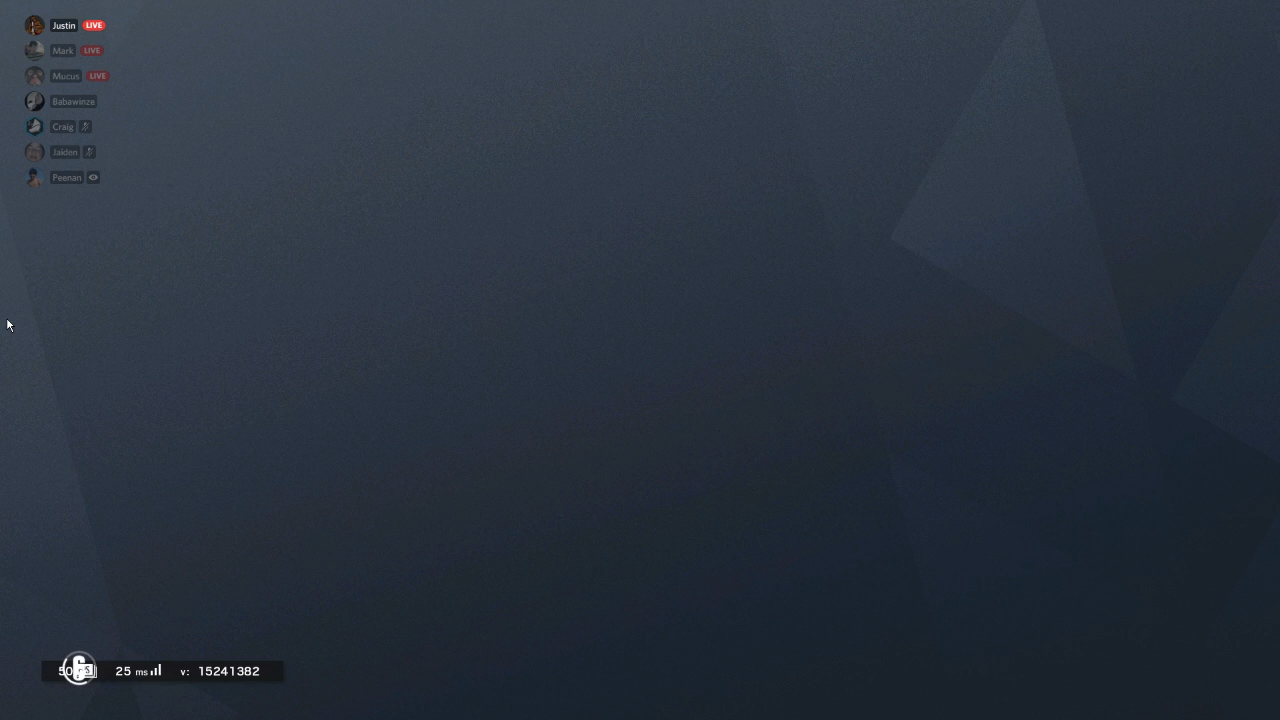 Justin LIVE
Mark LIVE
Mucus LIVE
Babawinze
Craig
Jaiden
Peenan
25 ms v: 15241382